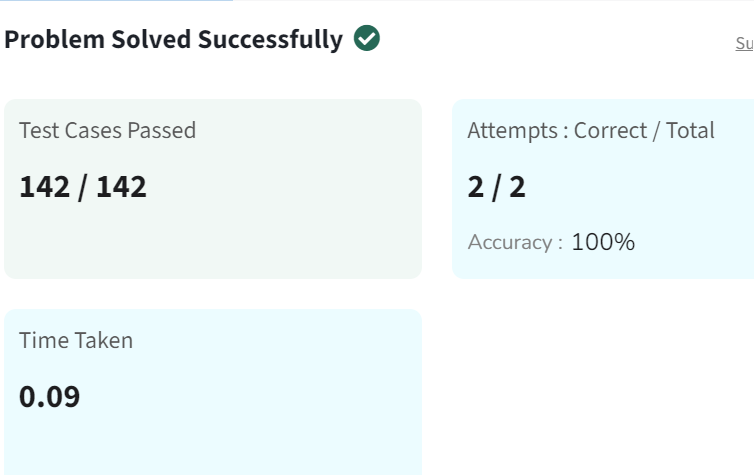 Problem Solved Successfully
Su
Test Cases Passed
142 / 142
Attempts : Correct / Total
2 / 2
Accuracy : 100%
Time Taken
0.09